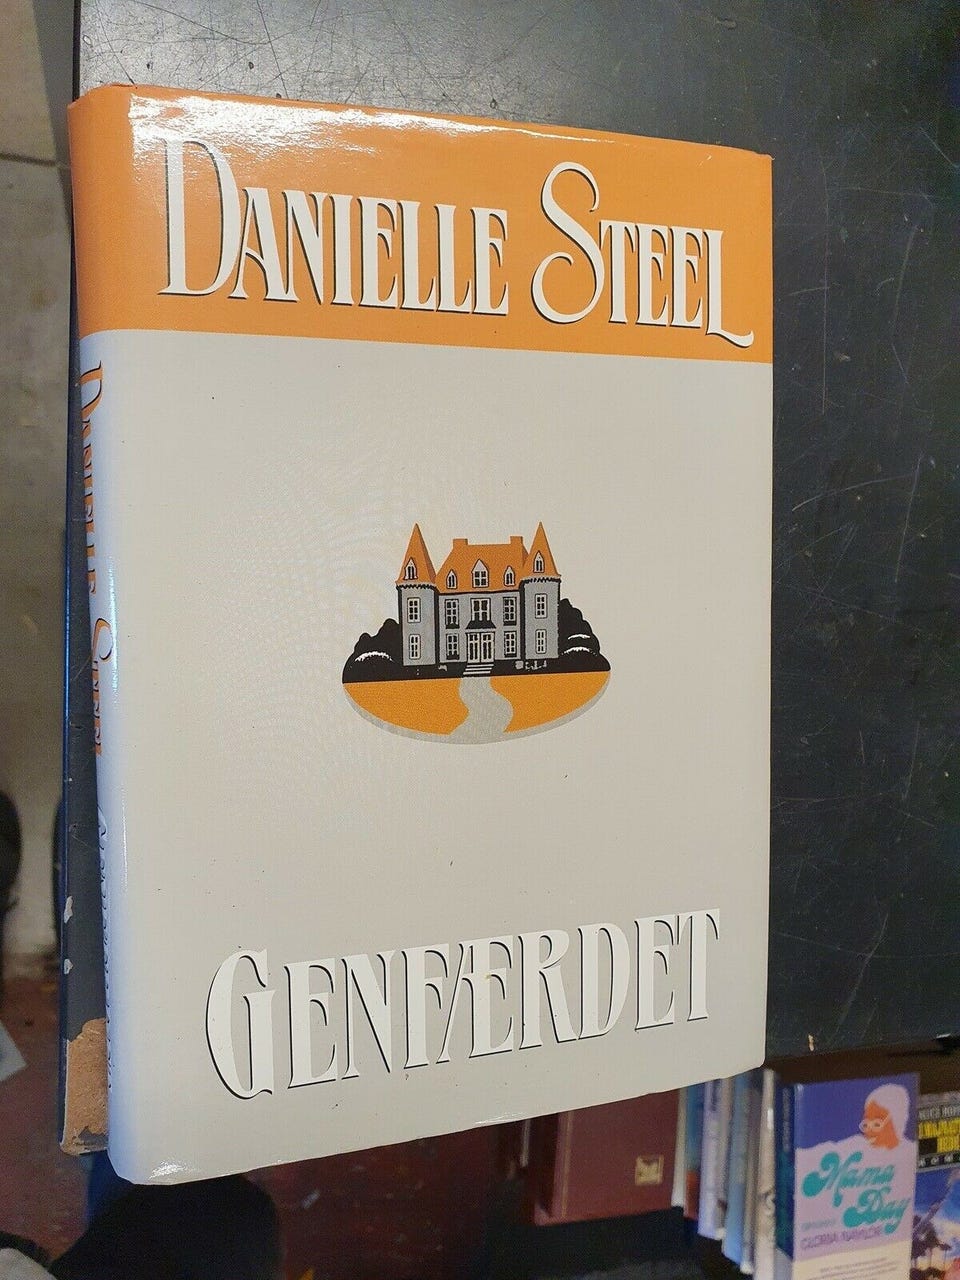 DANIELLE STEEL
GENFÆRDET
DANIELLE STEEL
Mama
Day
GLORIA NAYLOR